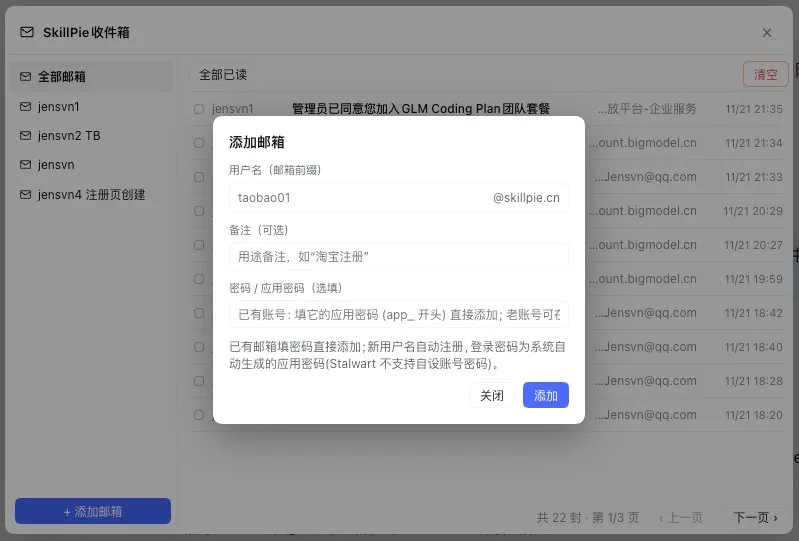 SkillPie收件箱
全部邮箱
jensvn1
jensvn2 TB
jensvn
jensvn4 注册页创建
+ 添加邮箱
全部已读
清空
jensvn1 管理员已同意您加入GLM Coding Plan团队套餐 ...放平台-企业服务 11/21 21:35
...ount.bigmodel.cn 11/21 21:34
...Jensvn@qq.com 11/21 21:33
...ount.bigmodel.cn 11/21 20:29
...ount.bigmodel.cn 11/21 20:27
...ount.bigmodel.cn 11/21 19:59
...Jensvn@qq.com 11/21 18:42
...Jensvn@qq.com 11/21 18:40
...Jensvn@qq.com 11/21 18:28
...Jensvn@qq.com 11/21 18:20
添加邮箱
用户名（邮箱前缀）
taobao01 @skillpie.cn
备注（可选）
用途备注，如“淘宝注册”
密码 / 应用密码（选填）
已有账号：填它的应用密码 (app_ 开头) 直接添加；老账号可在
已有邮箱填密码直接添加；新用户名自动注册，登录密码为系统自
动生成的应用密码(Stalwart 不支持自设账号密码)。
关闭
添加
共 22 封 · 第 1/3 页
‹ 上一页
下一页 ›